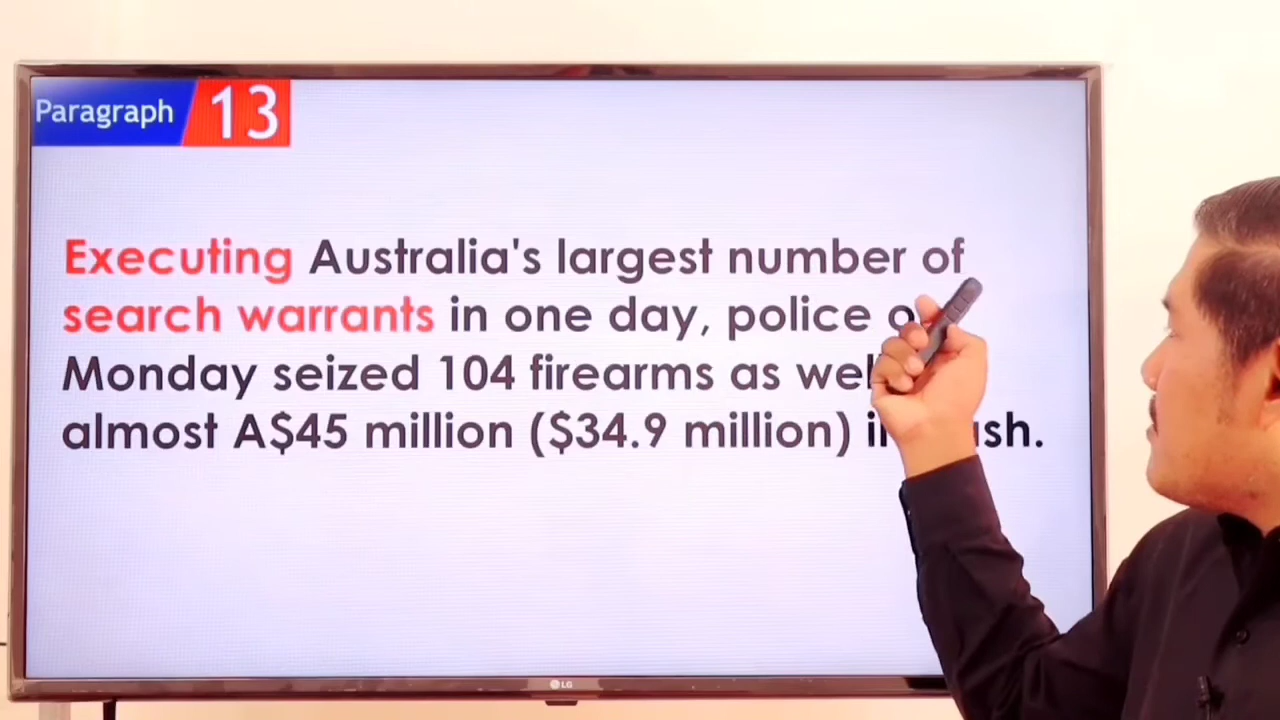 Paragraph 13
Executing Australia's largest number of
search warrants in one day, police
Monday seized 104 firearms as
almost A$45 million ($34.9 million)
LG